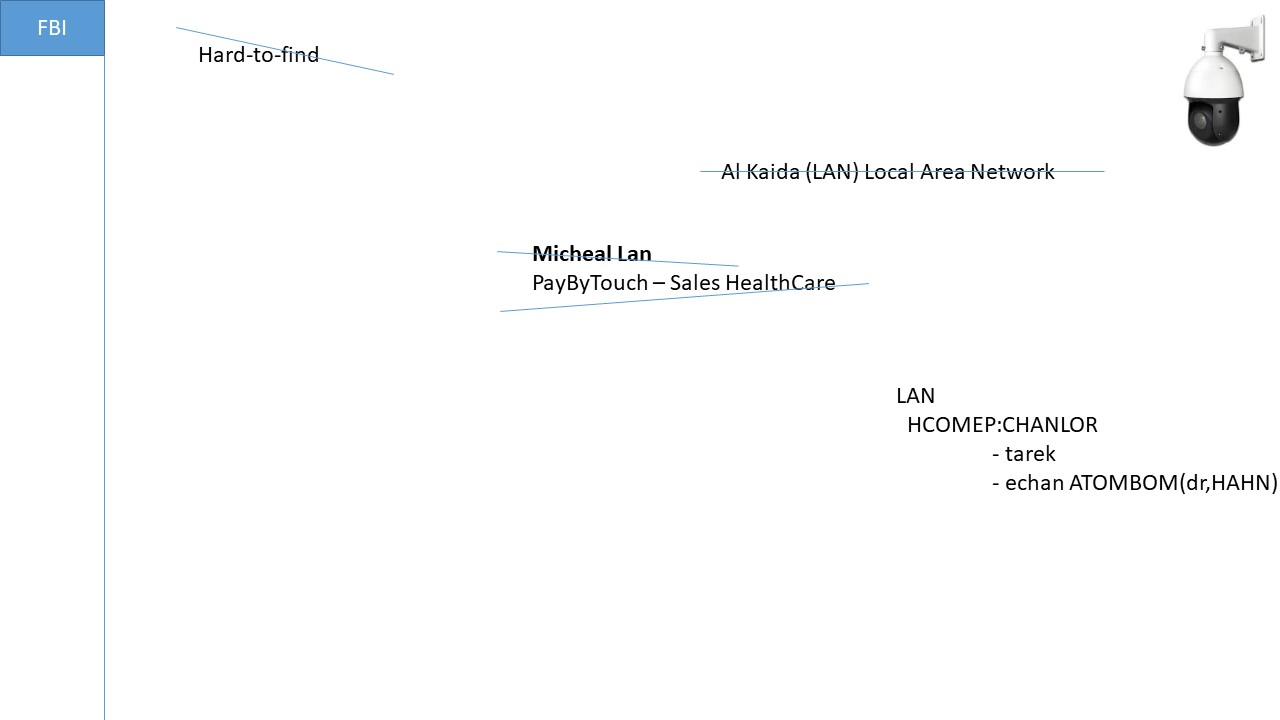 FBI
Hard-to-find
Al Kaida (LAN) Local Area Network
Micheal Lan
PayByTouch – Sales HealthCare
LAN
HCOMEP:CHANLOR
- tarek
- echan ATOMBOM(dr,HAHN)